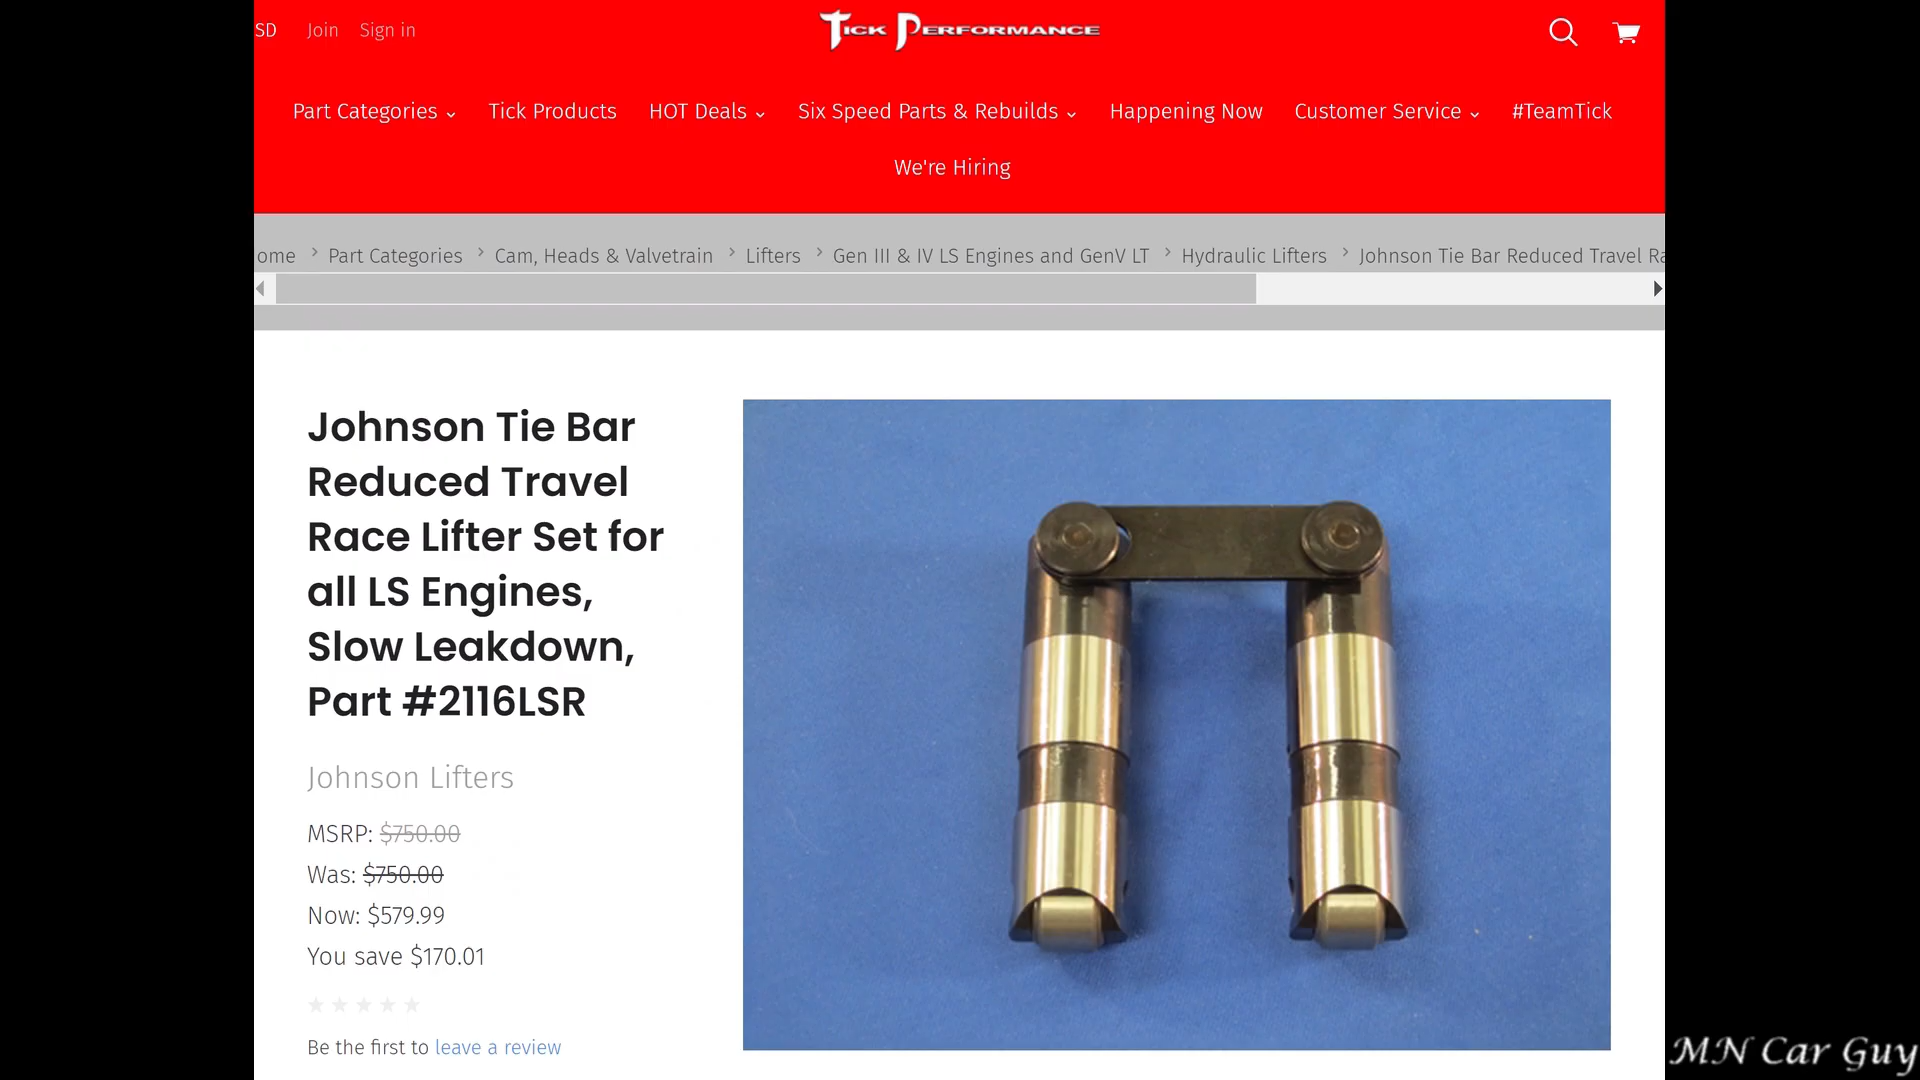 SD Join Sign in
Tick Performance
Part Categories Tick Products HOT Deals Six Speed Parts & Rebuilds Happening Now Customer Service #TeamTick
We're Hiring
ome Part Categories Cam, Heads & Valvetrain Lifters Gen III & IV LS Engines and GenV LT Hydraulic Lifters Johnson Tie Bar Reduced Travel Ra
Johnson Tie Bar
Reduced Travel
Race Lifter Set for
all LS Engines,
Slow Leakdown,
Part #2116LSR
Johnson Lifters
MSRP: $750.00
Was: $750.00
Now: $579.99
You save $170.01
Be the first to leave a review
MN Car Guy